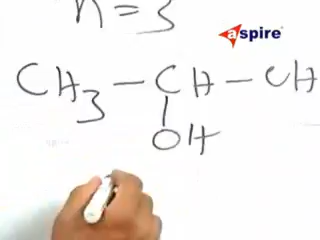 n = 3
aspire
CH3 – CH – CH
OH